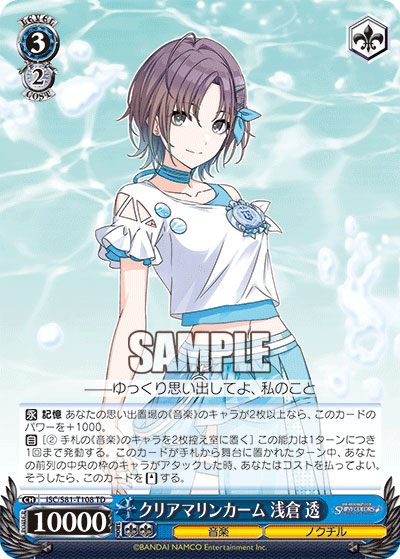 LEVEL
3
2
COST
SAMPLE
――ゆっくり思い出してよ、私のこと
永 記憶 あなたの思い出置場の《音楽》のキャラが2枚以上なら、このカードの
パワーを+1000。
自 [② 手札の《音楽》のキャラを2枚控え室に置く] この能力は1ターンにつき
1回まで発動する。このカードが手札から舞台に置かれたターン中、あなた
の前列の中央の枠のキャラがアタックした時、あなたはコストを払ってよい。
そうしたら、このカードを【▲】する。
CH ISC/S81-T108 TD
POWER
10000
クリアマリンカーム 浅倉 透
SHINYCOLORS
音楽
ノクチル
©BANDAI NAMCO Entertainment Inc.